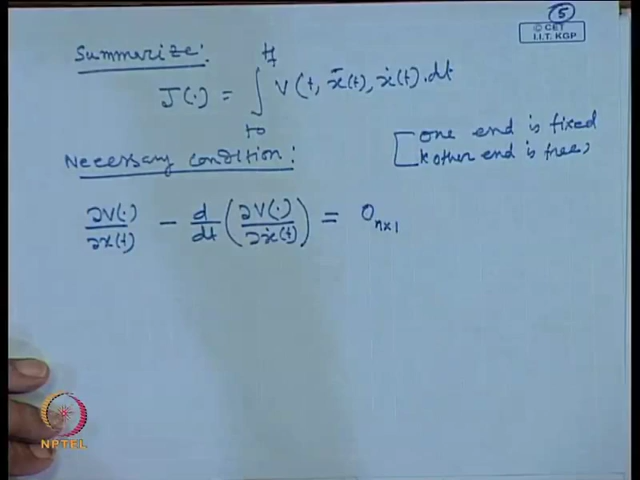 5
© CET
I.I.T. KGP
Summarize:
J(·) = ∫_{t0}^{tf} V(t, x(t), ẋ(t)).dt
Necessary condition:
[one end is fixed
& other end is free]
∂V(·)/∂x(t) − d/dt (∂V(·)/∂ẋ(t)) = 0_{n×1}
NPTEL